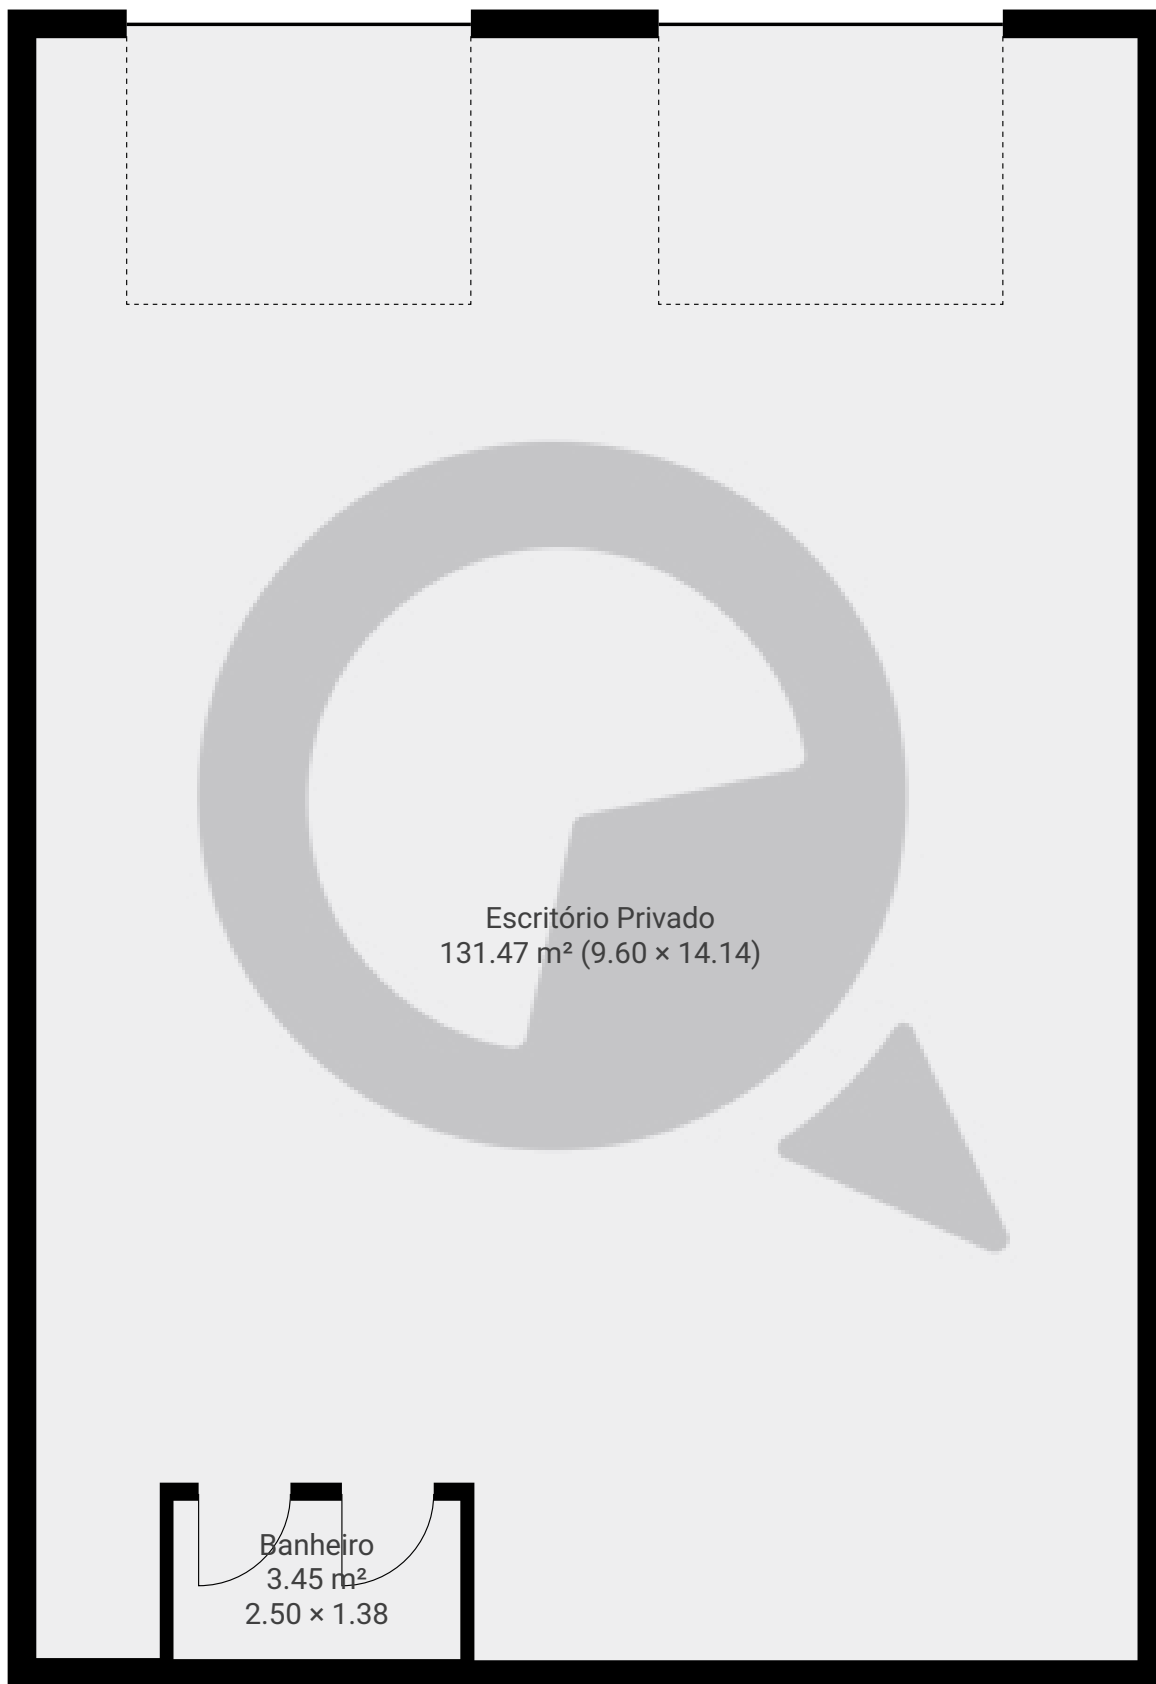 Escritório Privado
131.47 m² (9.60 × 14.14)
Banheiro
3.45 m²
2.50 × 1.38